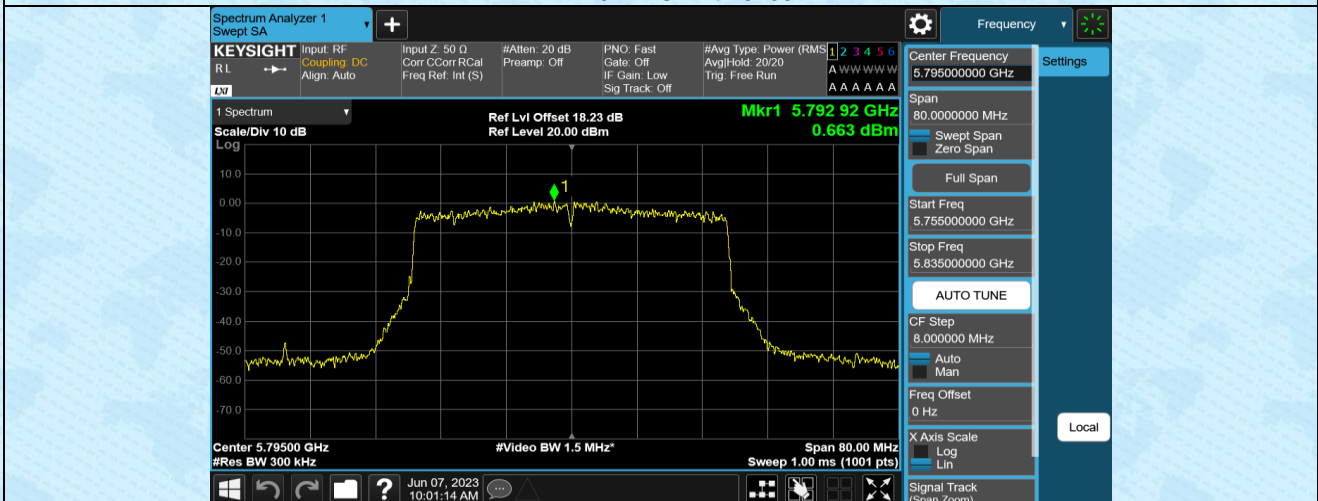 Spectrum Analyzer 1
Swept SA
Frequency
KEYSIGHT
R L
LXI
Input: RF
Coupling: DC
Align: Auto
Input Z: 50 Ω
Corr CCorr RCal
Freq Ref: Int (S)
#Atten: 20 dB
Preamp: Off
PNO: Fast
Gate: Off
IF Gain: Low
Sig Track: Off
#Avg Type: Power (RMS
Avg|Hold: 20/20
Trig: Free Run
1 2 3 4 5 6
A W W W W W
A A A A A A
1 Spectrum
Scale/Div 10 dB
Log
Ref Lvl Offset 18.23 dB
Ref Level 20.00 dBm
Mkr1 5.792 92 GHz
0.663 dBm
1
10.0
0.00
-10.0
-20.0
-30.0
-40.0
-50.0
-60.0
-70.0
Center 5.79500 GHz
#Res BW 300 kHz
#Video BW 1.5 MHz*
Span 80.00 MHz
Sweep 1.00 ms (1001 pts)
?
Jun 07, 2023
10:01:14 AM
Center Frequency
5.795000000 GHz
Span
80.0000000 MHz
Swept Span
Zero Span
Full Span
Start Freq
5.755000000 GHz
Stop Freq
5.835000000 GHz
AUTO TUNE
CF Step
8.000000 MHz
Auto
Man
Freq Offset
0 Hz
X Axis Scale
Log
Lin
Signal Track
(Span Zoom)
Settings
Local